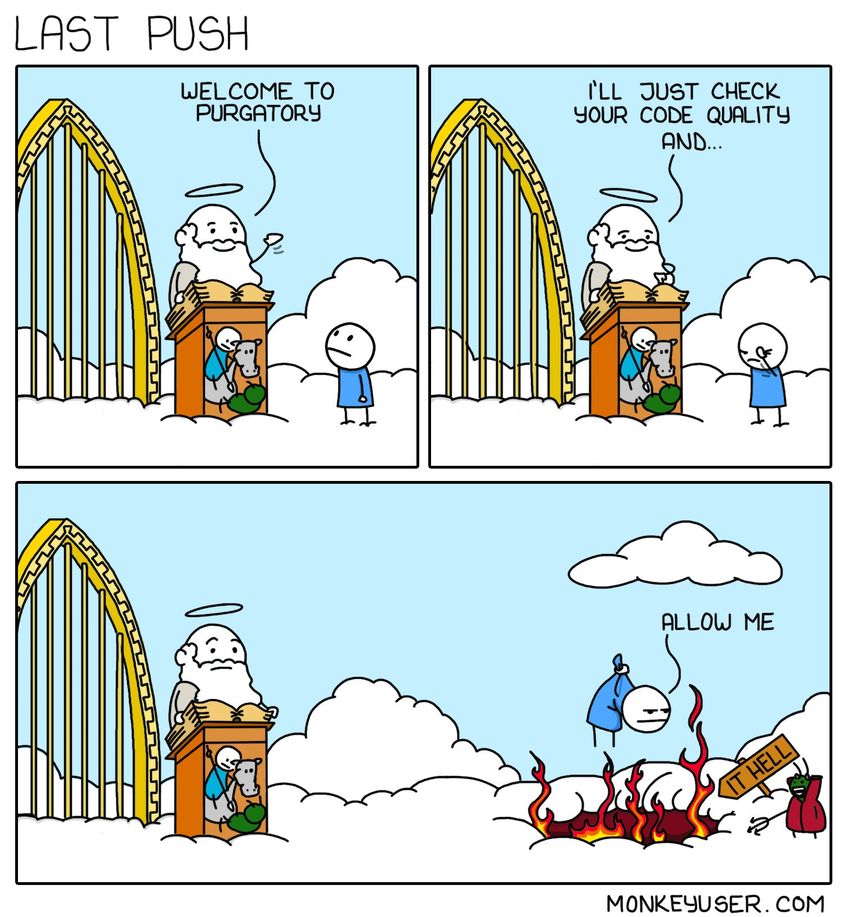 LAST PUSH
WELCOME TO
PURGATORY
I'LL JUST CHECK
YOUR CODE QUALITY
AND...
ALLOW ME
IT HELL
MONKEYUSER.COM